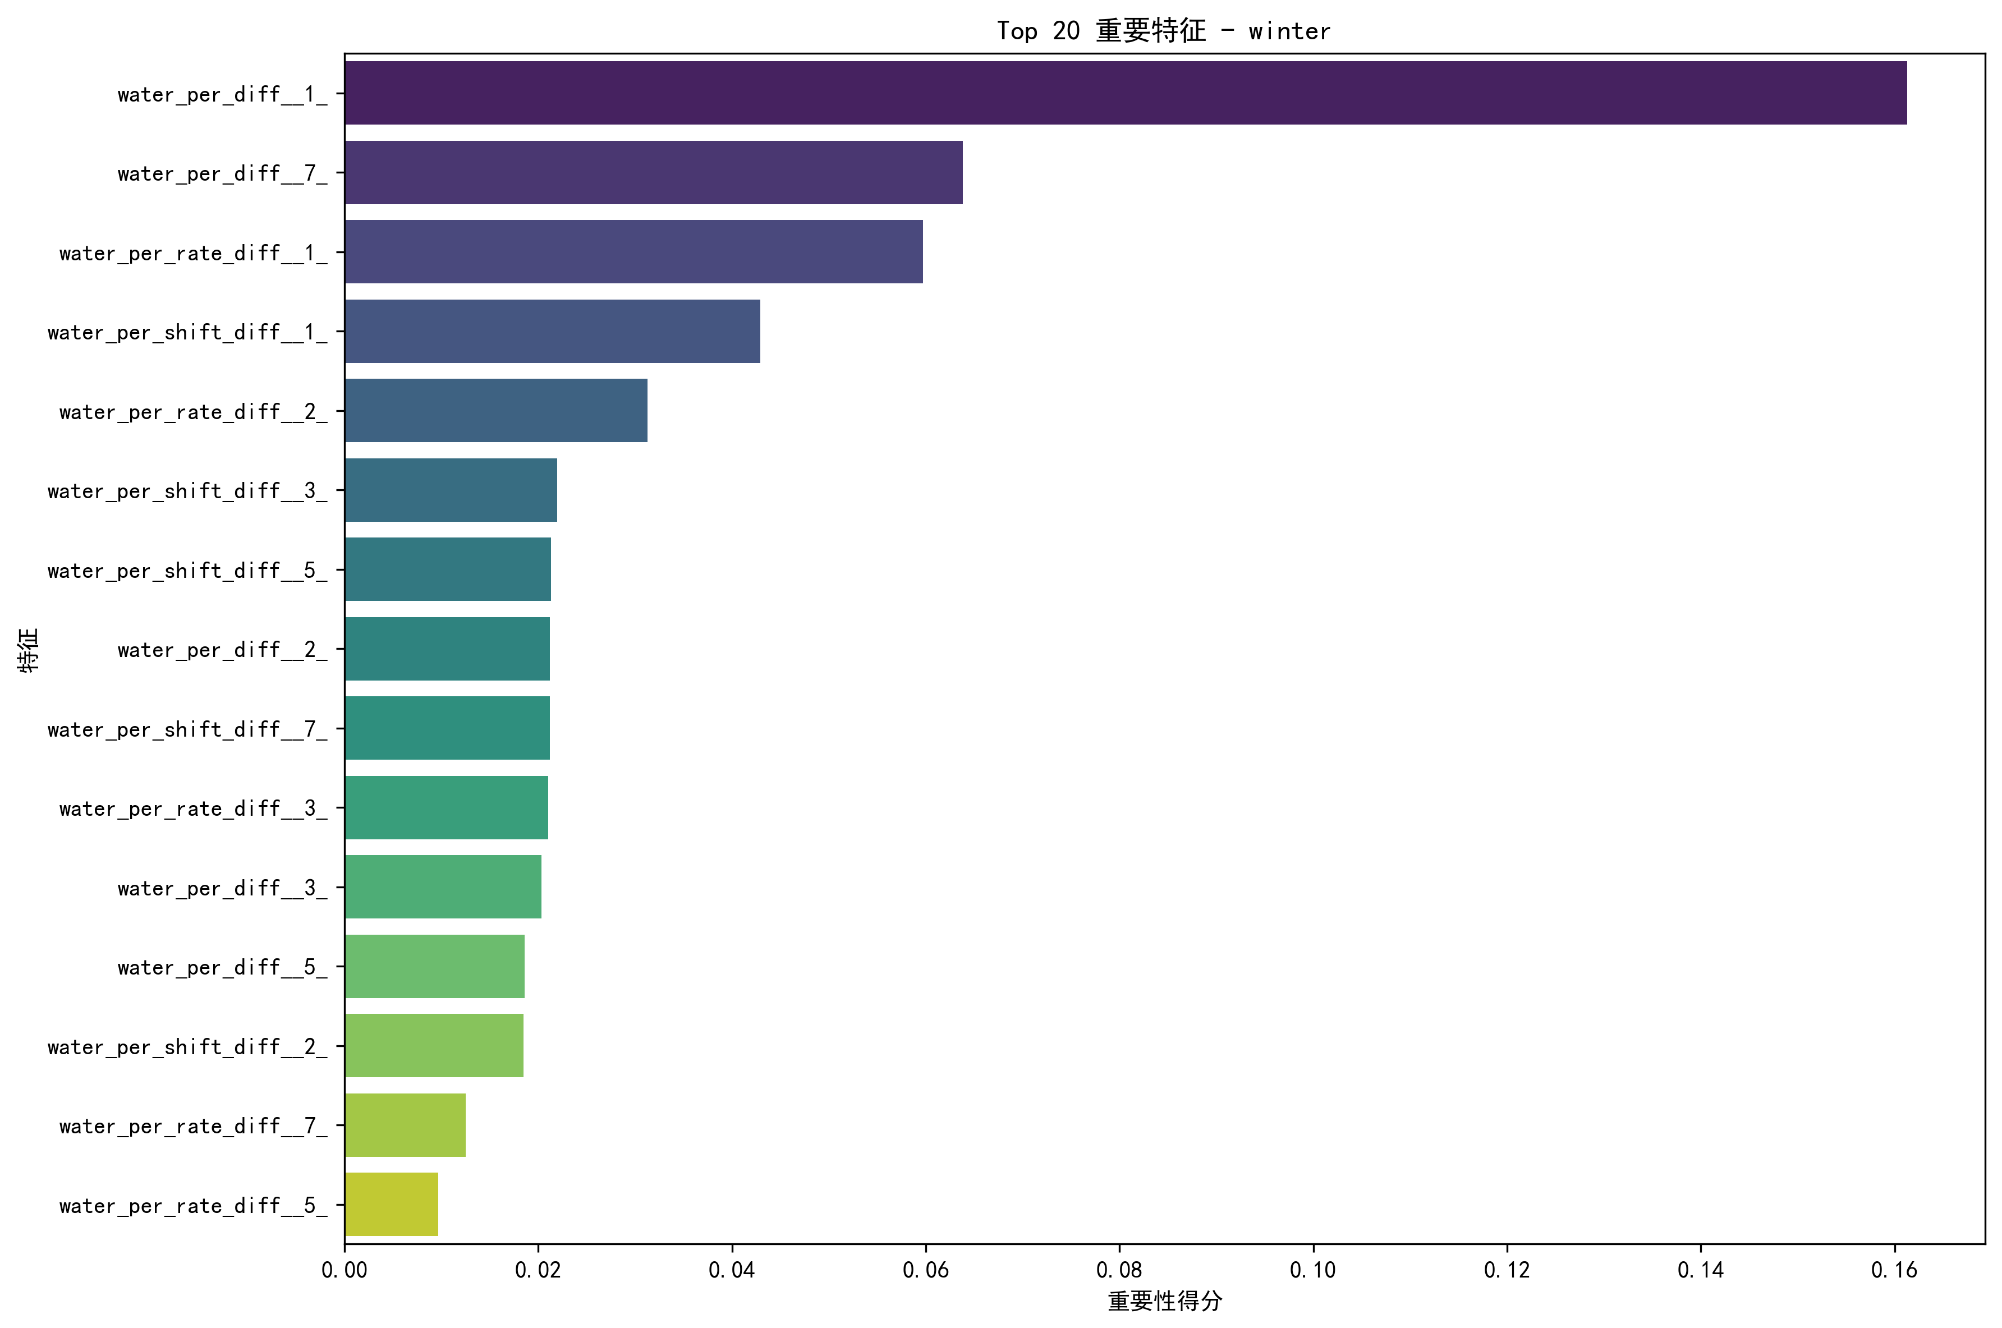 Top 20 重要特征 - winter
water_per_diff__1_
water_per_diff__7_
water_per_rate_diff__1_
water_per_shift_diff__1_
water_per_rate_diff__2_
water_per_shift_diff__3_
water_per_shift_diff__5_
water_per_diff__2_
water_per_shift_diff__7_
water_per_rate_diff__3_
water_per_diff__3_
water_per_diff__5_
water_per_shift_diff__2_
water_per_rate_diff__7_
water_per_rate_diff__5_
特征
0.00 0.02 0.04 0.06 0.08 0.10 0.12 0.14 0.16
重要性得分